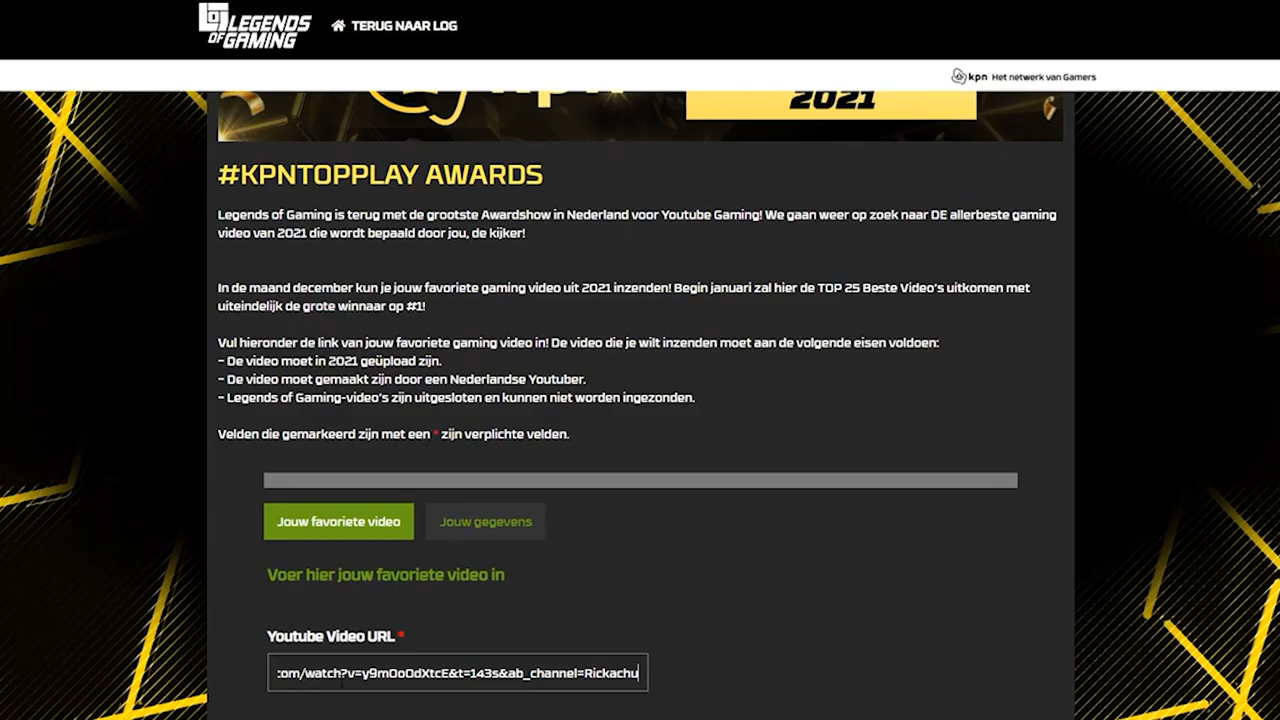 LEGENDS
OF GAMING
TERUG NAAR LOG
kpn Het netwerk van Gamers
2021
#KPNTOPPLAY AWARDS
Legends of Gaming is terug met de grootste Awardshow in Nederland voor Youtube Gaming! We gaan weer op zoek naar DE allerbeste gaming
video van 2021 die wordt bepaald door jou, de kijker!
In de maand december kun je jouw favoriete gaming video uit 2021 inzenden! Begin januari zal hier de TOP 25 Beste Video's uitkomen met
uiteindelijk de grote winnaar op #1!
Vul hieronder de link van jouw favoriete gaming video in! De video die je wilt inzenden moet aan de volgende eisen voldoen:
- De video moet in 2021 geüpload zijn.
- De video moet gemaakt zijn door een Nederlandse Youtuber.
- Legends of Gaming-video's zijn uitgesloten en kunnen niet worden ingezonden.
Velden die gemarkeerd zijn met een * zijn verplichte velden.
Jouw favoriete video Jouw gegevens
Voer hier jouw favoriete video in
Youtube Video URL *
:om/watch?v=y9mOoOdXtcE&t=143s&ab_channel=Rickachu